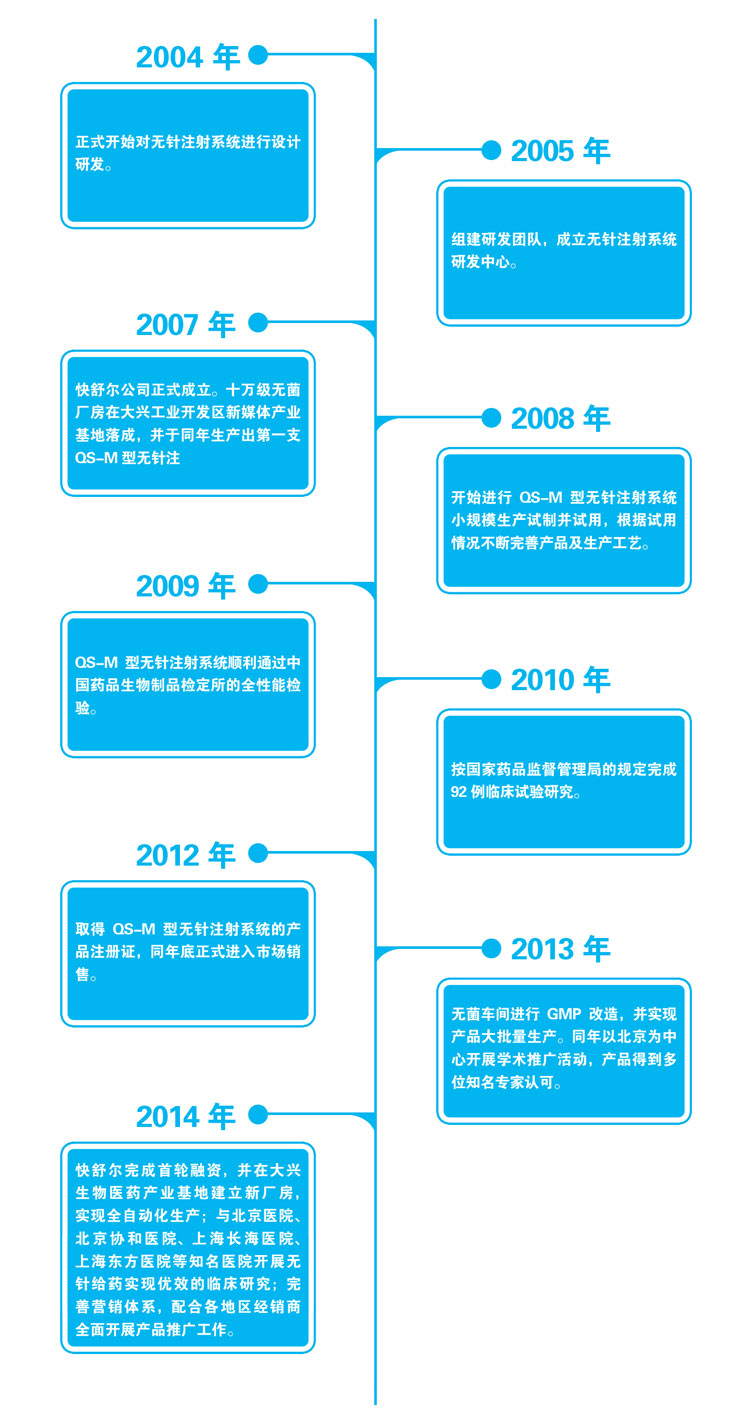 2004 年
正式开始对无针注射系统进行设计
研发。
2005 年
组建研发团队，成立无针注射系统
研发中心。
2007 年
快舒尔公司正式成立。十万级无菌
厂房在大兴工业开发区新媒体产业
基地落成，并于同年生产出第一支
QS-M 型无针注
2008 年
开始进行 QS-M 型无针注射系统
小规模生产试制并试用，根据试用
情况不断完善产品及生产工艺。
2009 年
QS-M 型无针注射系统顺利通过中
国药品生物制品检定所的全性能检
验。
2010 年
按国家药品监督管理局的规定完成
92 例临床试验研究。
2012 年
取得 QS-M 型无针注射系统的产
品注册证，同年底正式进入市场销
售。
2013 年
无菌车间进行 GMP 改造，并实现
产品大批量生产。同年以北京为中
心开展学术推广活动，产品得到多
位知名专家认可。
2014 年
快舒尔完成首轮融资，并在大兴
生物医药产业基地建立新厂房，
实现全自动化生产；与北京医院、
北京协和医院、上海长海医院、
上海东方医院等知名医院开展无
针给药实现优效的临床研究；完
善营销体系，配合各地区经销商
全面开展产品推广工作。